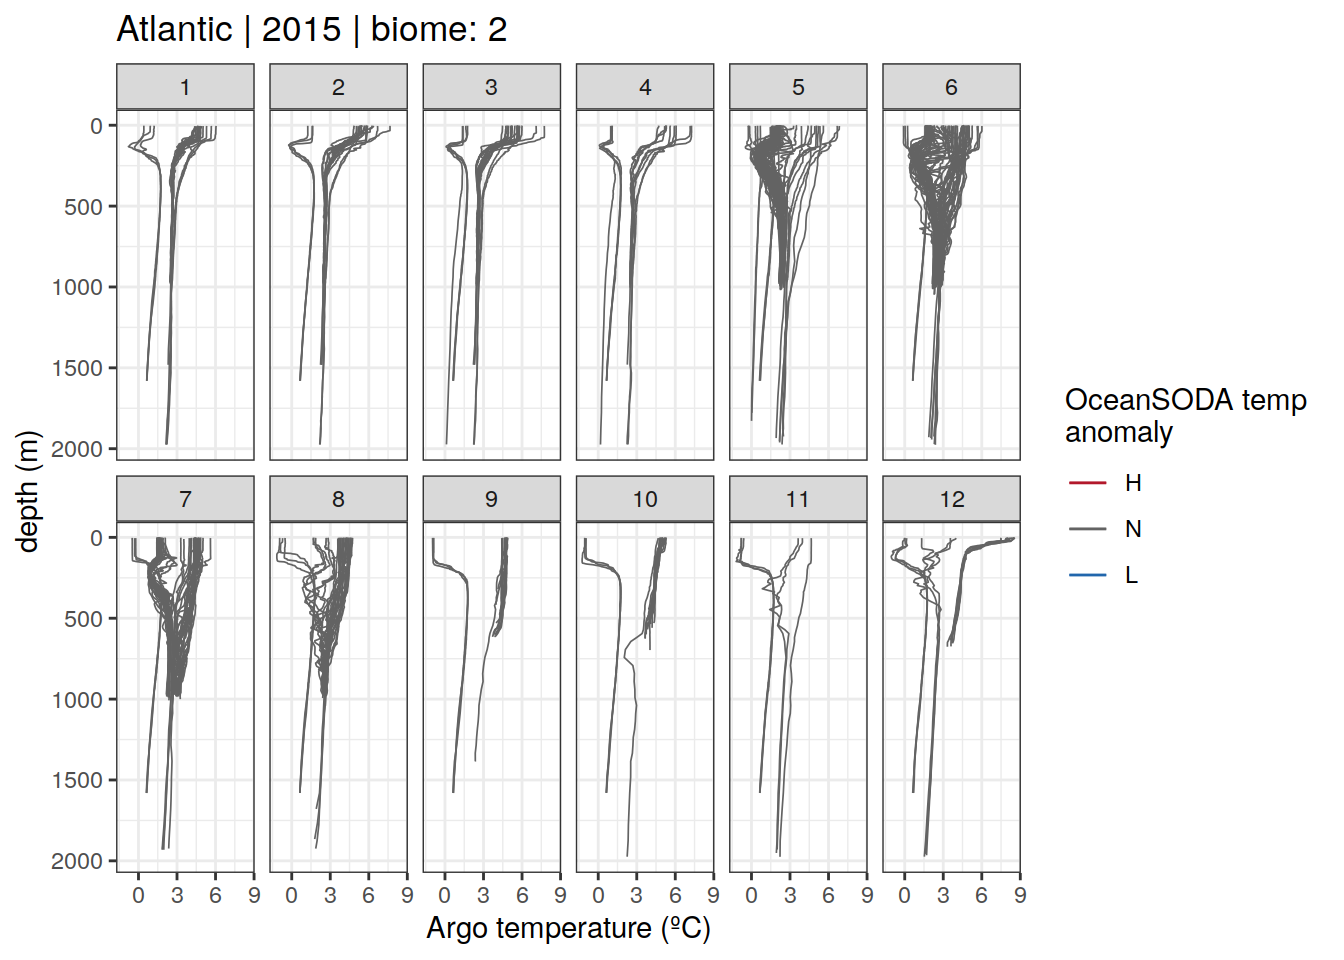 Atlantic | 2015 | biome: 2
1 2 3 4 5 6
0
500
1000
1500
2000
7 8 9 10 11 12
0
500
1000
1500
2000
0 3 6 9 0 3 6 9 0 3 6 9 0 3 6 9 0 3 6 9 0 3 6 9
Argo temperature (ºC)
depth (m)
OceanSODA temp
anomaly
H
N
L